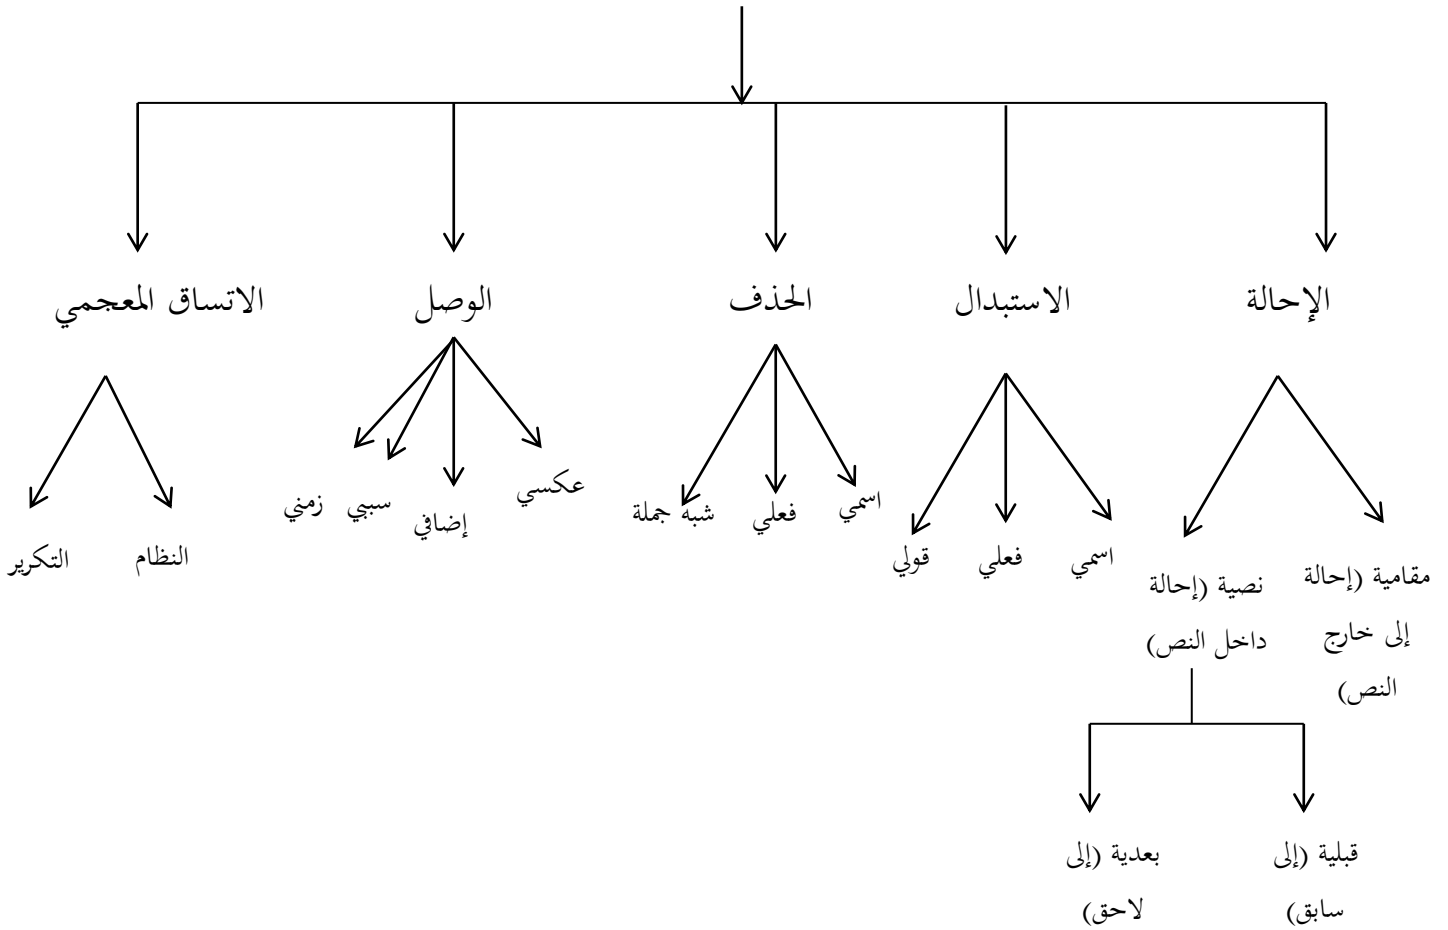 الإحالة
الاستبدال
الحذف
الوصل
الاتساق المعجمي
مقامية (إحالة
إلى خارج
النص)
نصية (إحالة
داخل النص)
قبلية (إلى
سابق)
بعدية (إلى
لاحق)
اسمي
فعلي
قولي
اسمي
فعلي
شبه جملة
عكسي
إضافي
سببي
زمني
النظام
التكرير